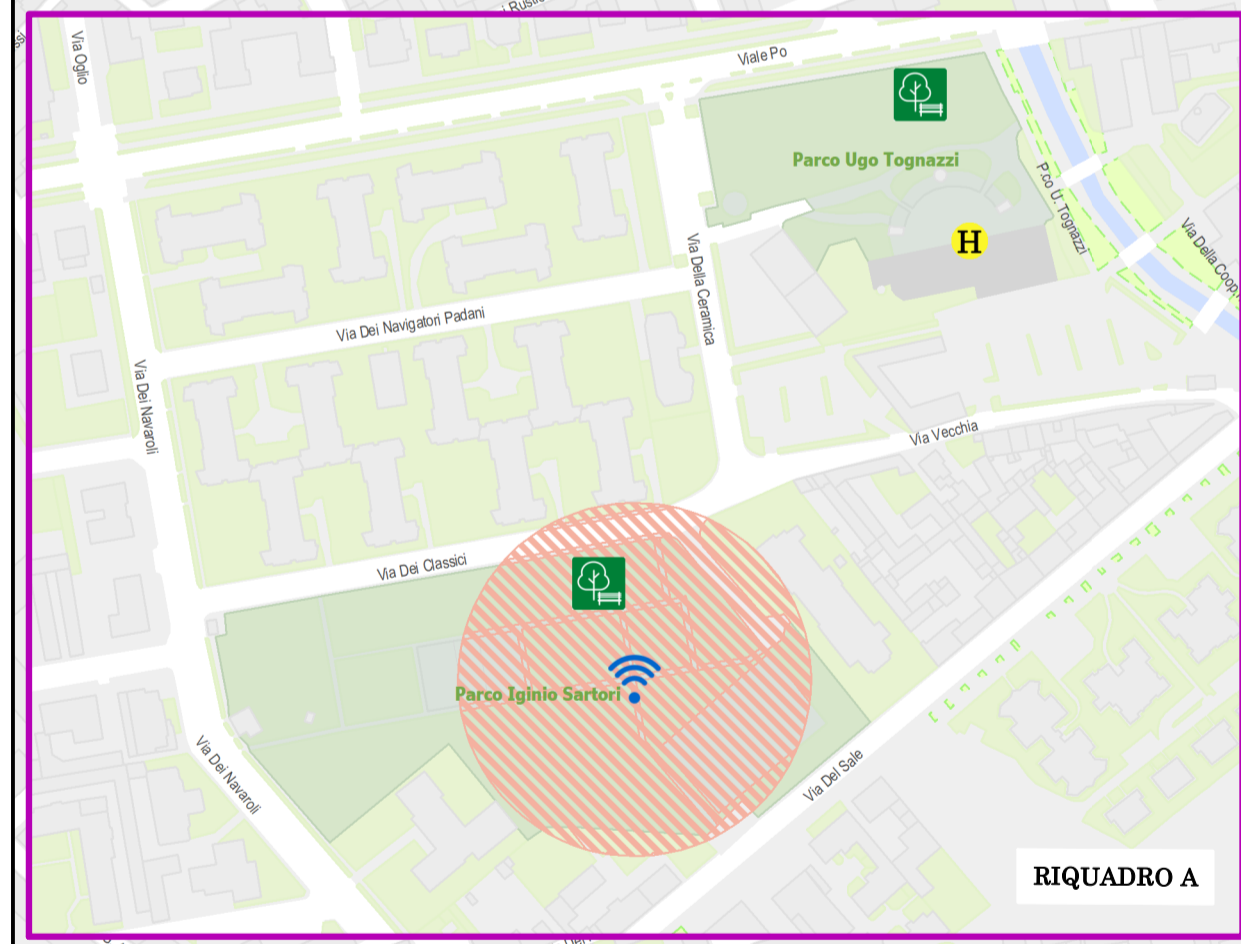 Via Oglio
Viale Po
Parco Ugo Tognazzi
P.co U. Tognazzi
H
Via Della Ceramica
Via Dei Navigatori Padani
Via Dei Navaroli
Via Vecchia
Via Dei Classici
Parco Iginio Sartori
Via Dei Navaroli
Via Del Sale
RIQUADRO A